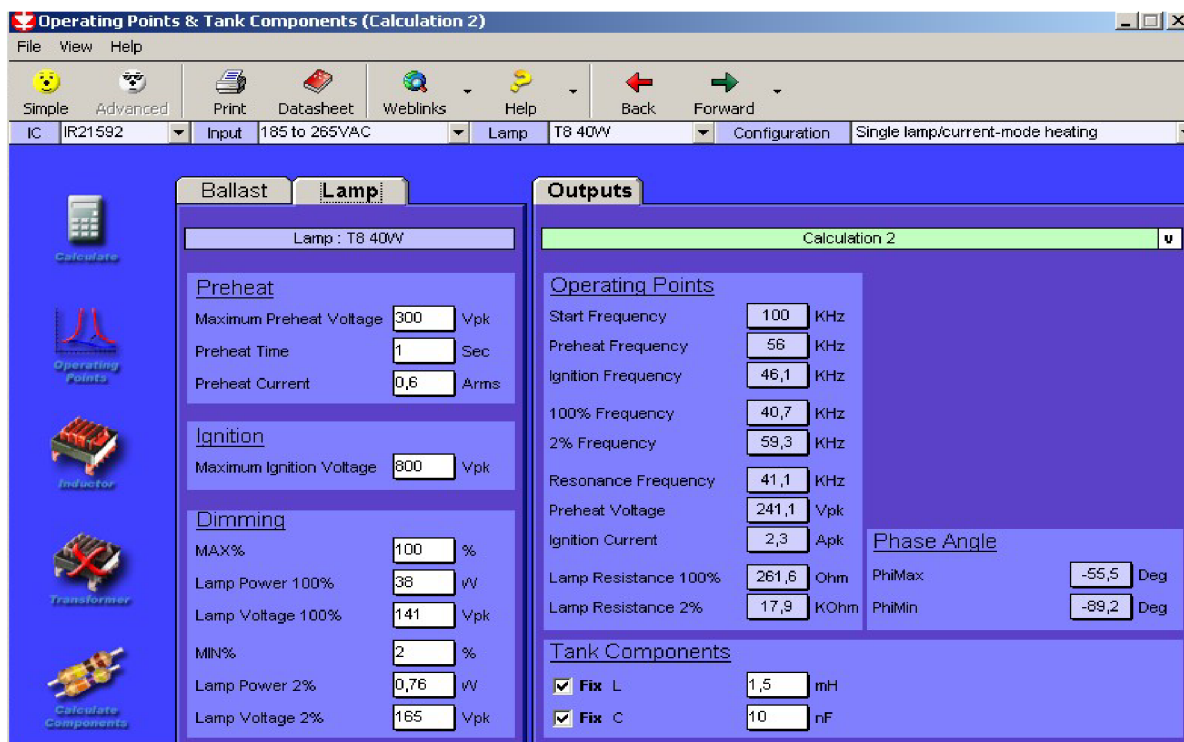 Operating Points & Tank Components (Calculation 2)
File View Help
Simple Advanced Print Datasheet Weblinks Help Back Forward
IC IR21592 Input 185 to 265VAC Lamp T8 40W Configuration Single lamp/current-mode heating
Calculate
Operating
Points
Inductor
Transformer
Calculate
Components
Ballast Lamp
Lamp : T8 40W
Preheat
Maximum Preheat Voltage 300 Vpk
Preheat Time 1 Sec
Preheat Current 0,6 Arms
Ignition
Maximum Ignition Voltage 800 Vpk
Dimming
MAX% 100 %
Lamp Power 100% 38 W
Lamp Voltage 100% 141 Vpk
MIN% 2 %
Lamp Power 2% 0,76 W
Lamp Voltage 2% 165 Vpk
Outputs
Calculation 2
Operating Points
Start Frequency 100 KHz
Preheat Frequency 56 KHz
Ignition Frequency 46,1 KHz
100% Frequency 40,7 KHz
2% Frequency 59,3 KHz
Resonance Frequency 41,1 KHz
Preheat Voltage 241,1 Vpk
Ignition Current 2,3 Apk
Lamp Resistance 100% 261,6 Ohm
Lamp Resistance 2% 17,9 KOhm
Phase Angle
PhiMax -55,5 Deg
PhiMin -89,2 Deg
Tank Components
Fix L 1,5 mH
Fix C 10 nF